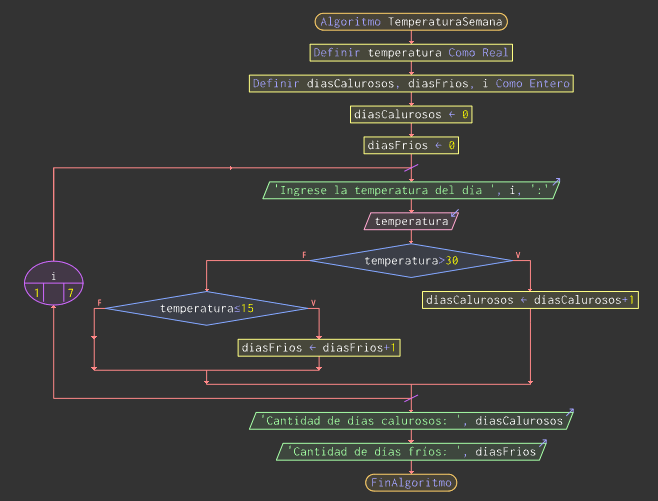 Algoritmo TemperaturaSemana
Definir temperatura Como Real
Definir diasCalurosos, diasFrios, i Como Entero
diasCalurosos ← 0
diasFrios ← 0
'Ingrese la temperatura del día ', i, ':'
temperatura
F temperatura>30 V
i
1 7
diasCalurosos ← diasCalurosos+1
F temperatura≤15 V
diasFrios ← diasFrios+1
'Cantidad de días calurosos: ', diasCalurosos
'Cantidad de días fríos: ', diasFrios
FinAlgoritmo